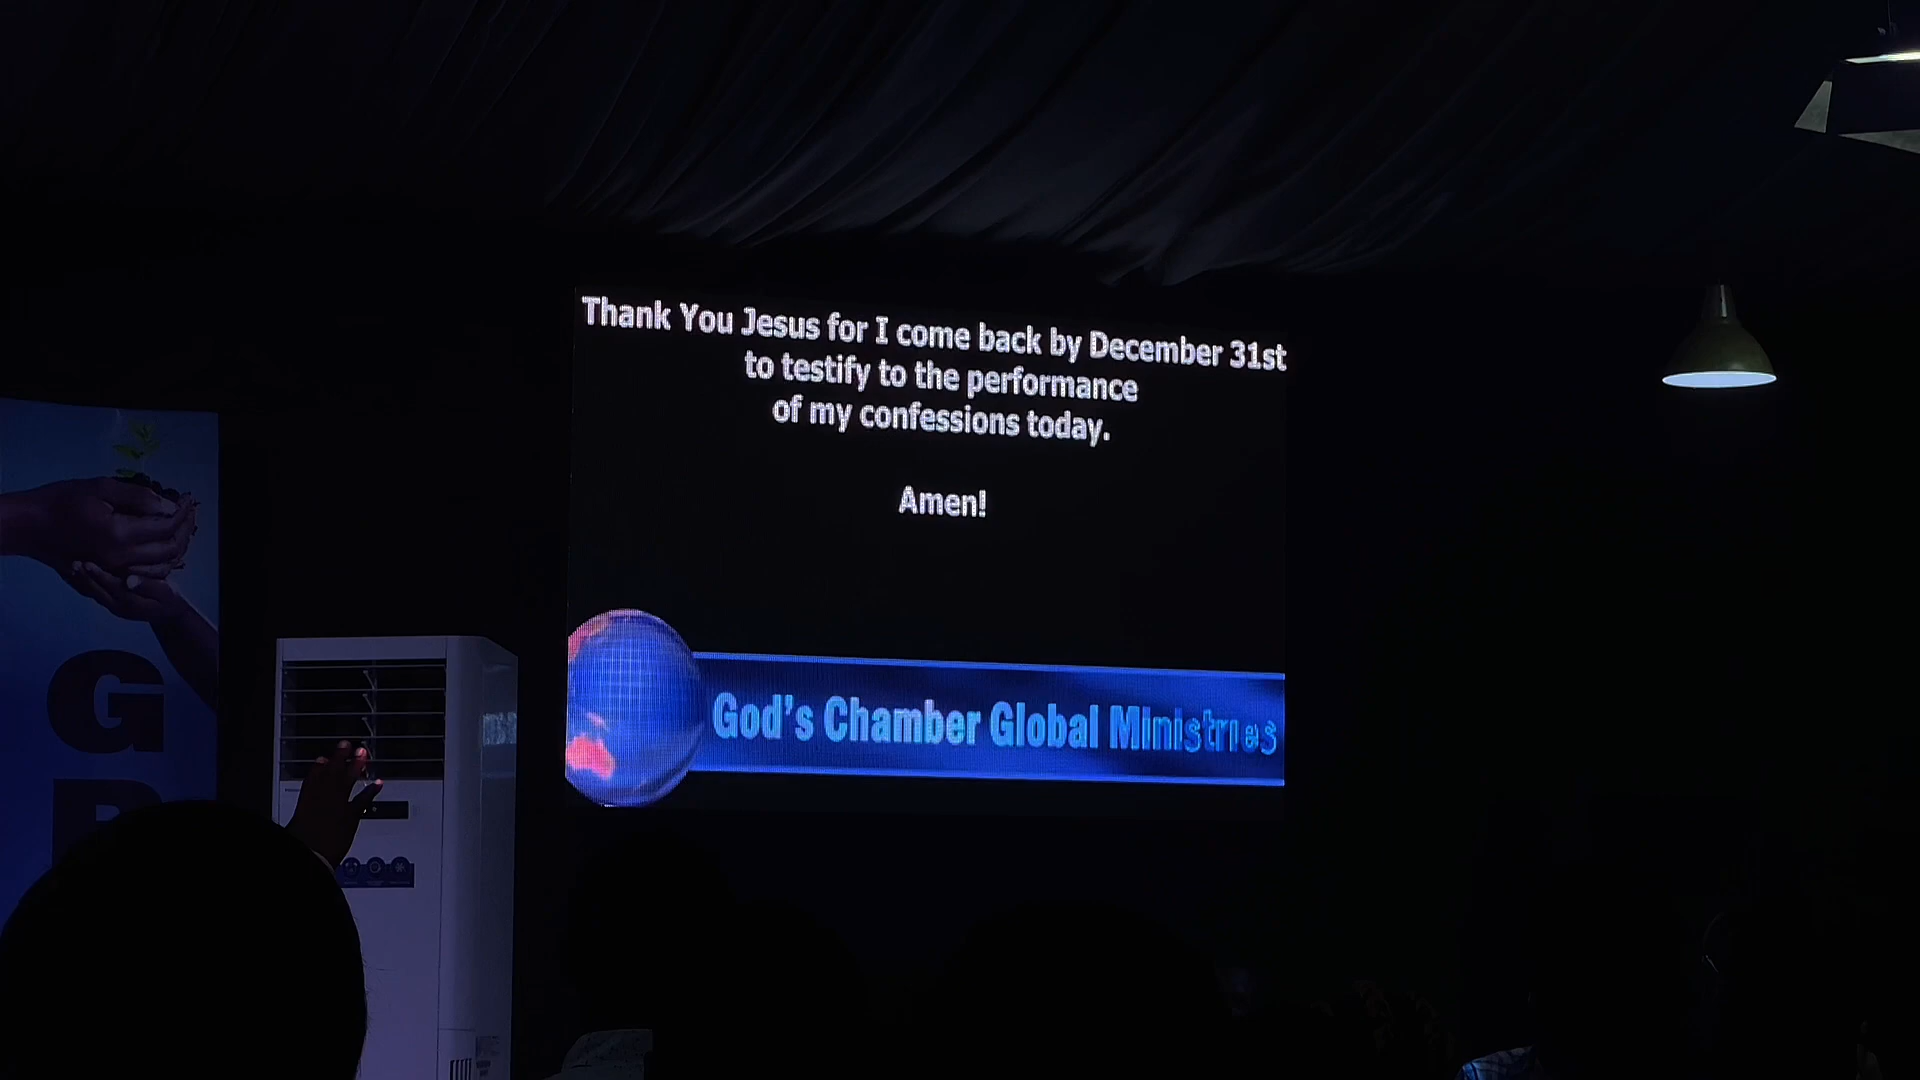 Thank You Jesus for I come back by December 31st
to testify to the performance
of my confessions today.
Amen!
God's Chamber Global Ministries
G